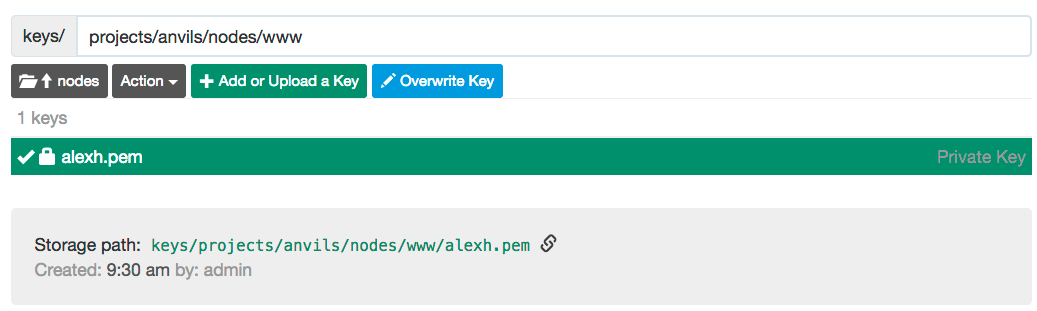 keys/ projects/anvils/nodes/www
nodes Action Add or Upload a Key Overwrite Key
1 keys
alexh.pem Private Key
Storage path: keys/projects/anvils/nodes/www/alexh.pem
Created: 9:30 am by: admin